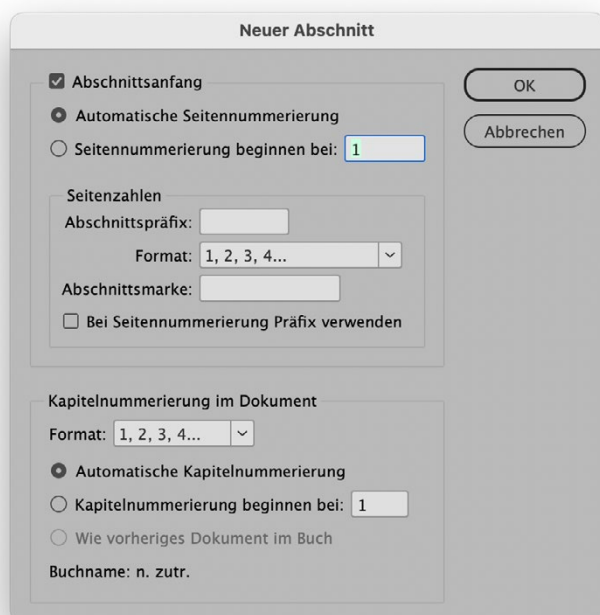 Neuer Abschnitt
Abschnittsanfang
OK
Automatische Seitennummerierung
Abbrechen
Seitennummerierung beginnen bei: 1
Seitenzahlen
Abschnittspräfix:
Format: 1, 2, 3, 4...
Abschnittsmarke:
Bei Seitennummerierung Präfix verwenden
Kapitelnummerierung im Dokument
Format: 1, 2, 3, 4...
Automatische Kapitelnummerierung
Kapitelnummerierung beginnen bei: 1
Wie vorheriges Dokument im Buch
Buchname: n. zutr.